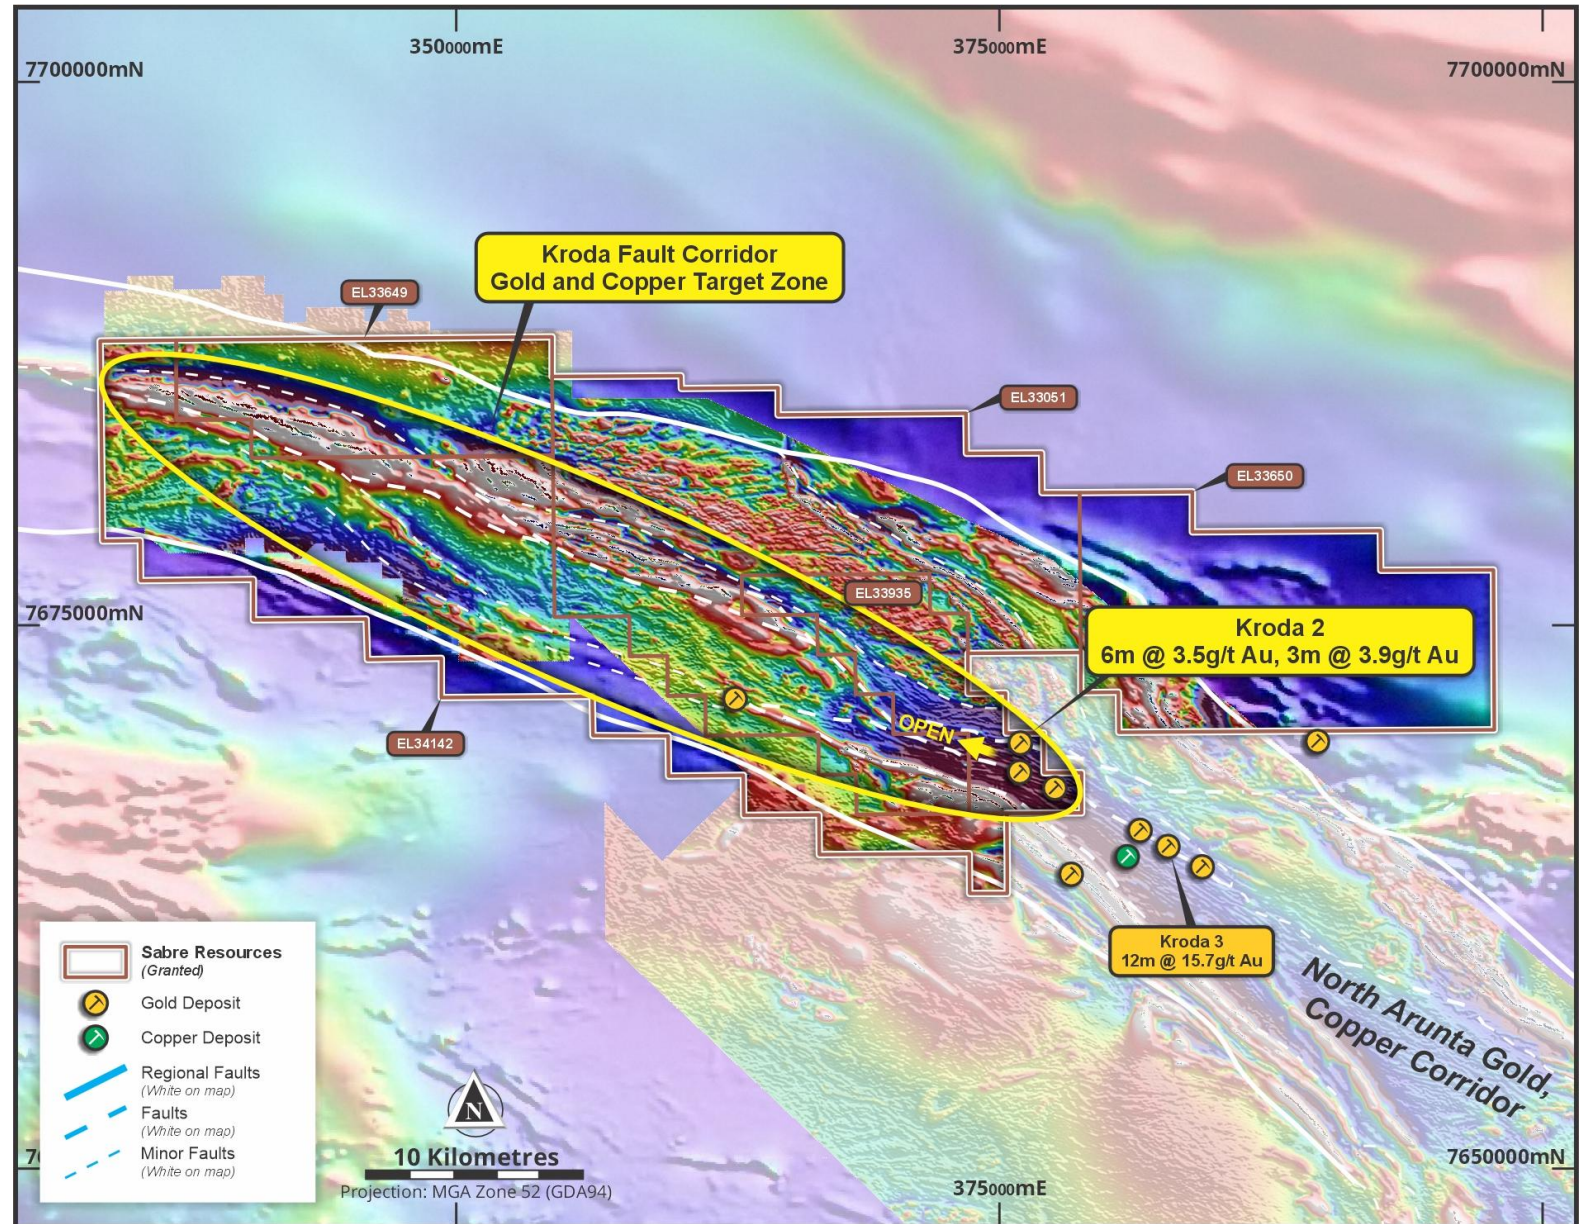 350000mE
375000mE
7700000mN
7700000mN
Kroda Fault Corridor
Gold and Copper Target Zone
EL33649
EL33051
EL33650
EL33935
7675000mN
Kroda 2
6m @ 3.5g/t Au, 3m @ 3.9g/t Au
OPEN
EL34142
Kroda 3
12m @ 15.7g/t Au
North Arunta Gold,
Copper Corridor
Sabre Resources
(Granted)
Gold Deposit
Copper Deposit
Regional Faults
(White on map)
Faults
(White on map)
Minor Faults
(White on map)
N
10 Kilometres
Projection: MGA Zone 52 (GDA94)
76
7650000mN
375000mE